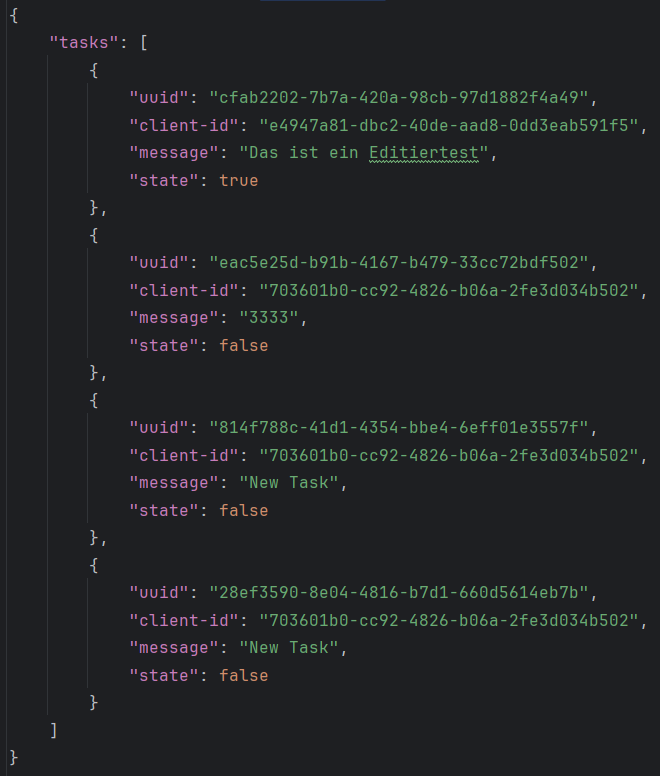 {
"tasks": [
{
"uuid": "cfab2202-7b7a-420a-98cb-97d1882f4a49",
"client-id": "e4947a81-dbc2-40de-aad8-0dd3eab591f5",
"message": "Das ist ein Editiertest",
"state": true
},
{
"uuid": "eac5e25d-b91b-4167-b479-33cc72bdf502",
"client-id": "703601b0-cc92-4826-b06a-2fe3d034b502",
"message": "3333",
"state": false
},
{
"uuid": "814f788c-41d1-4354-bbe4-6eff01e3557f",
"client-id": "703601b0-cc92-4826-b06a-2fe3d034b502",
"message": "New Task",
"state": false
},
{
"uuid": "28ef3590-8e04-4816-b7d1-660d5614eb7b",
"client-id": "703601b0-cc92-4826-b06a-2fe3d034b502",
"message": "New Task",
"state": false
}
]
}